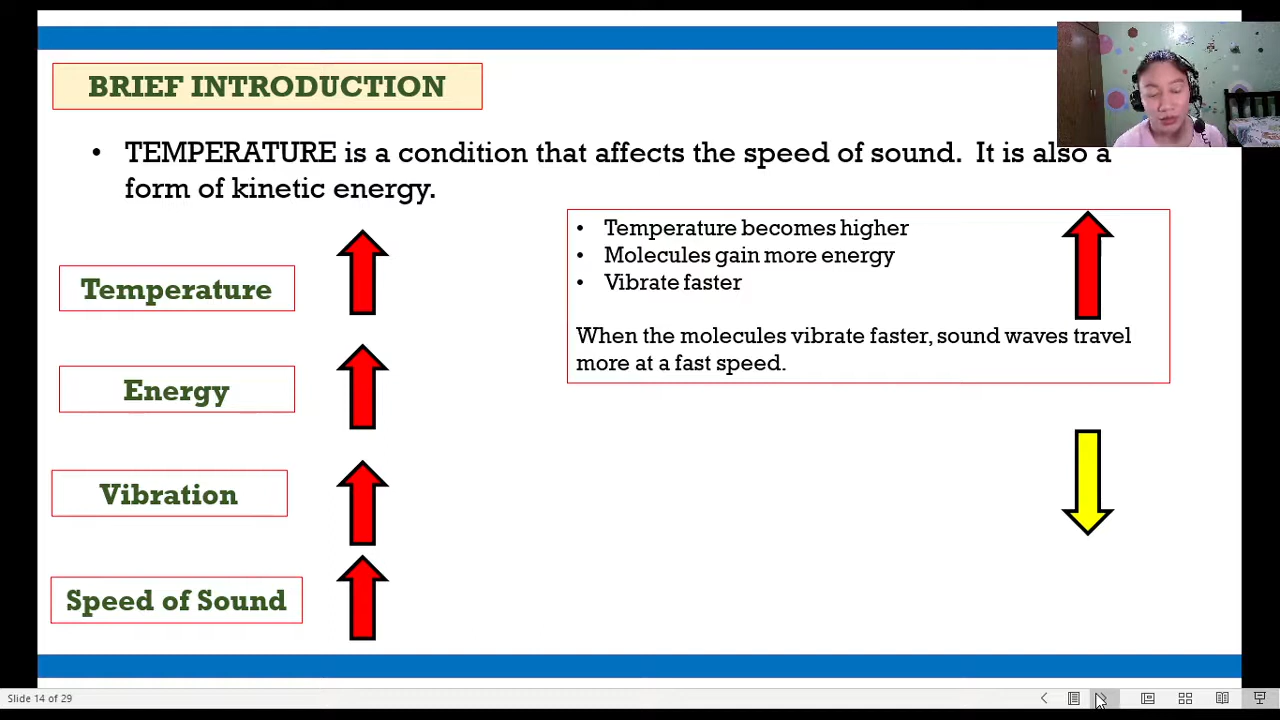 BRIEF INTRODUCTION
• TEMPERATURE is a condition that affects the speed of sound. It is also a
form of kinetic energy.
• Temperature becomes higher
• Molecules gain more energy
• Vibrate faster
When the molecules vibrate faster, sound waves travel
more at a fast speed.
Temperature
Energy
Vibration
Speed of Sound
Slide 14 of 29